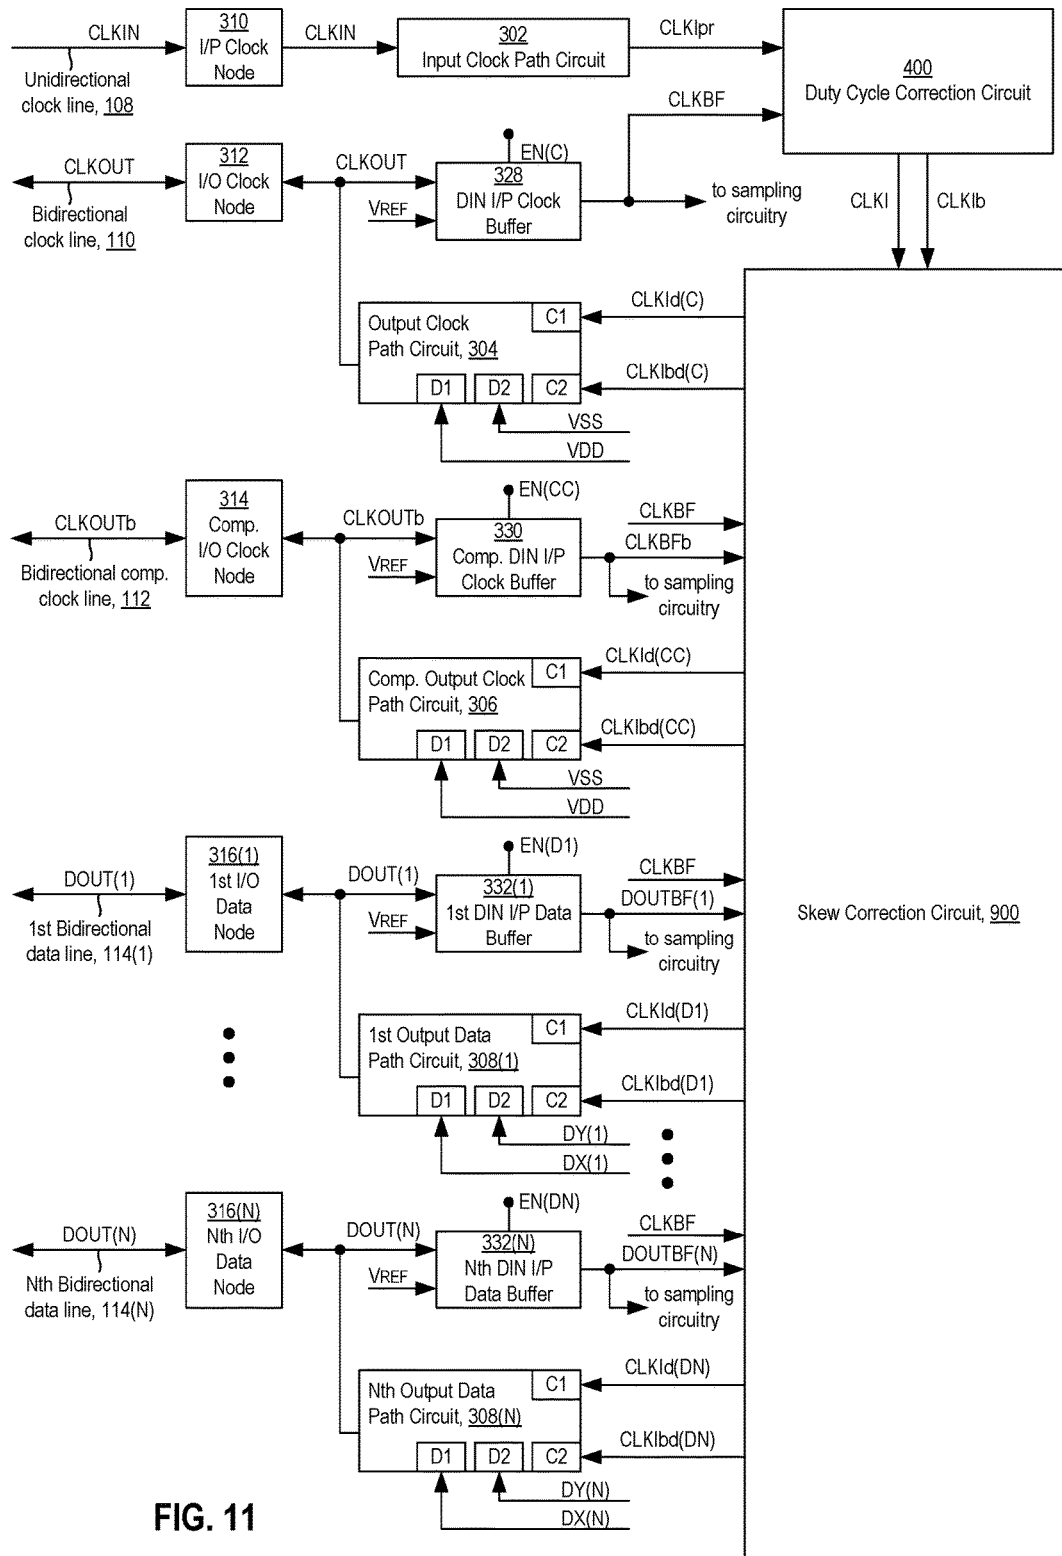 CLKIN
310
I/P Clock
Node
CLKIN
302
Input Clock Path Circuit
CLKIpr
400
Duty Cycle Correction Circuit
Unidirectional
clock line, 108
CLKBF
CLKOUT
312
I/O Clock
Node
CLKOUT
EN(C)
328
DIN I/P Clock
Buffer
VREF
to sampling
circuitry
CLKI
CLKIb
Bidirectional
clock line, 110
Output Clock
Path Circuit, 304
C1
CLKId(C)
D1
D2
C2
CLKIbd(C)
VSS
VDD
CLKOUTb
314
Comp.
I/O Clock
Node
CLKOUTb
EN(CC)
330
Comp. DIN I/P
Clock Buffer
VREF
CLKBF
CLKBFb
to sampling
circuitry
Bidirectional comp.
clock line, 112
Comp. Output Clock
Path Circuit, 306
C1
CLKId(CC)
D1
D2
C2
CLKIbd(CC)
VSS
VDD
DOUT(1)
316(1)
1st I/O
Data
Node
DOUT(1)
EN(D1)
332(1)
1st DIN I/P Data
Buffer
VREF
CLKBF
DOUTBF(1)
to sampling
circuitry
Skew Correction Circuit, 900
1st Bidirectional
data line, 114(1)
1st Output Data
Path Circuit, 308(1)
C1
CLKId(D1)
D1
D2
C2
CLKIbd(D1)
DY(1)
DX(1)
DOUT(N)
316(N)
Nth I/O
Data
Node
DOUT(N)
EN(DN)
332(N)
Nth DIN I/P
Data Buffer
VREF
CLKBF
DOUTBF(N)
to sampling
circuitry
Nth Bidirectional
data line, 114(N)
Nth Output Data
Path Circuit, 308(N)
C1
CLKId(DN)
D1
D2
C2
CLKIbd(DN)
DY(N)
DX(N)
FIG. 11